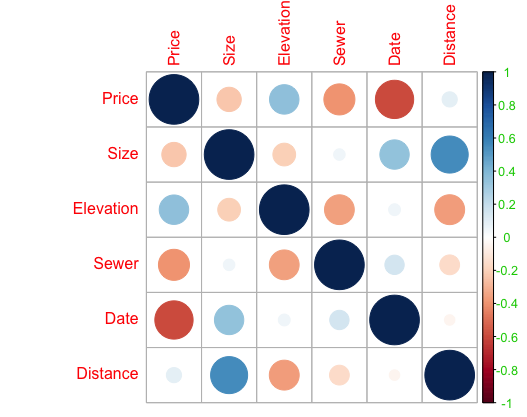 Price Size Elevation Sewer Date Distance
Price
Size
Elevation
Sewer
Date
Distance
1
0.8
0.6
0.4
0.2
0
-0.2
-0.4
-0.6
-0.8
-1